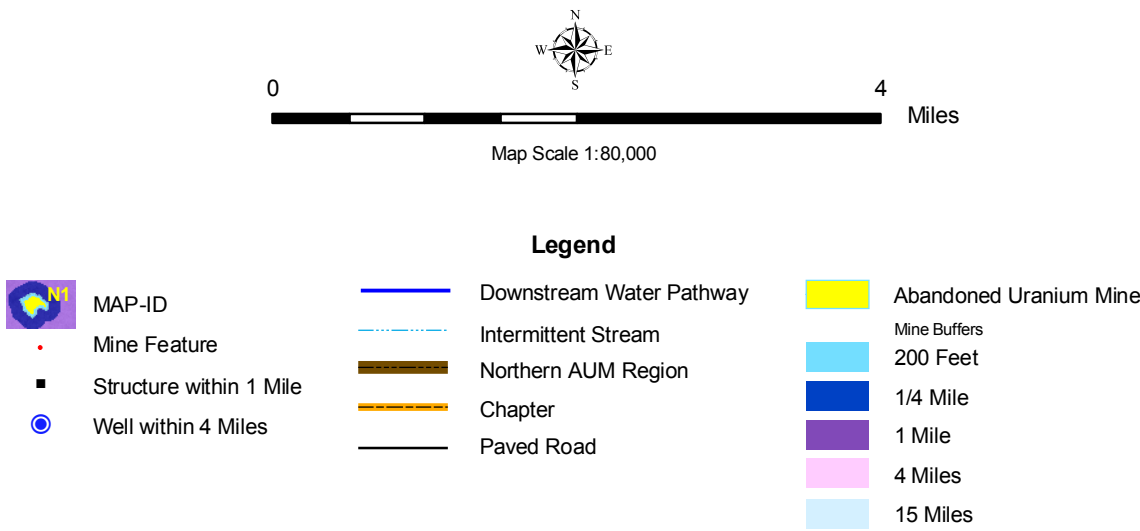 N
W E
S
0 4
Miles
Map Scale 1:80,000
Legend
N1
MAP-ID
Mine Feature
Structure within 1 Mile
Well within 4 Miles
Downstream Water Pathway
Intermittent Stream
Northern AUM Region
Chapter
Paved Road
Abandoned Uranium Mine
Mine Buffers
200 Feet
1/4 Mile
1 Mile
4 Miles
15 Miles